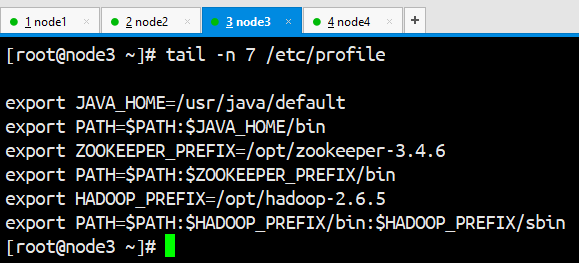 1 node1 × 2 node2 × 3 node3 × 4 node4 × +
[root@node3 ~]# tail -n 7 /etc/profile
export JAVA_HOME=/usr/java/default
export PATH=$PATH:$JAVA_HOME/bin
export ZOOKEEPER_PREFIX=/opt/zookeeper-3.4.6
export PATH=$PATH:$ZOOKEEPER_PREFIX/bin
export HADOOP_PREFIX=/opt/hadoop-2.6.5
export PATH=$PATH:$HADOOP_PREFIX/bin:$HADOOP_PREFIX/sbin
[root@node3 ~]#